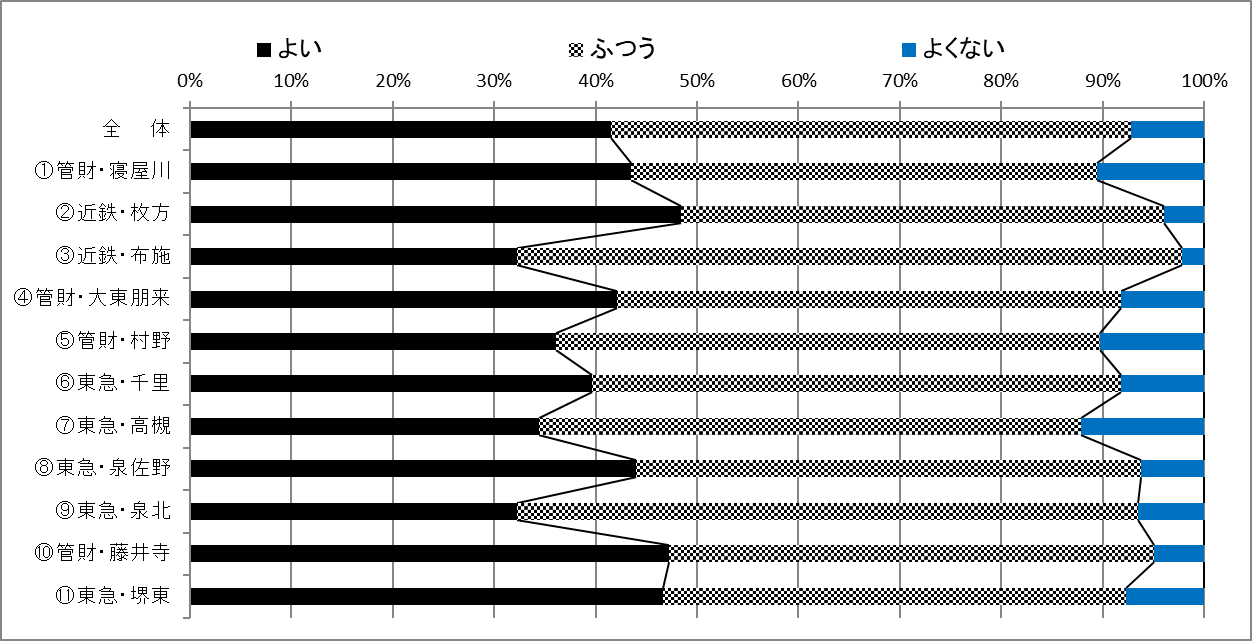 よい ふつう よくない
0% 10% 20% 30% 40% 50% 60% 70% 80% 90% 100%
全 体
①管財・寝屋川
②近鉄・枚方
③近鉄・布施
④管財・大東朋来
⑤管財・村野
⑥東急・千里
⑦東急・高槻
⑧東急・泉佐野
⑨東急・泉北
⑩管財・藤井寺
⑪東急・堺東